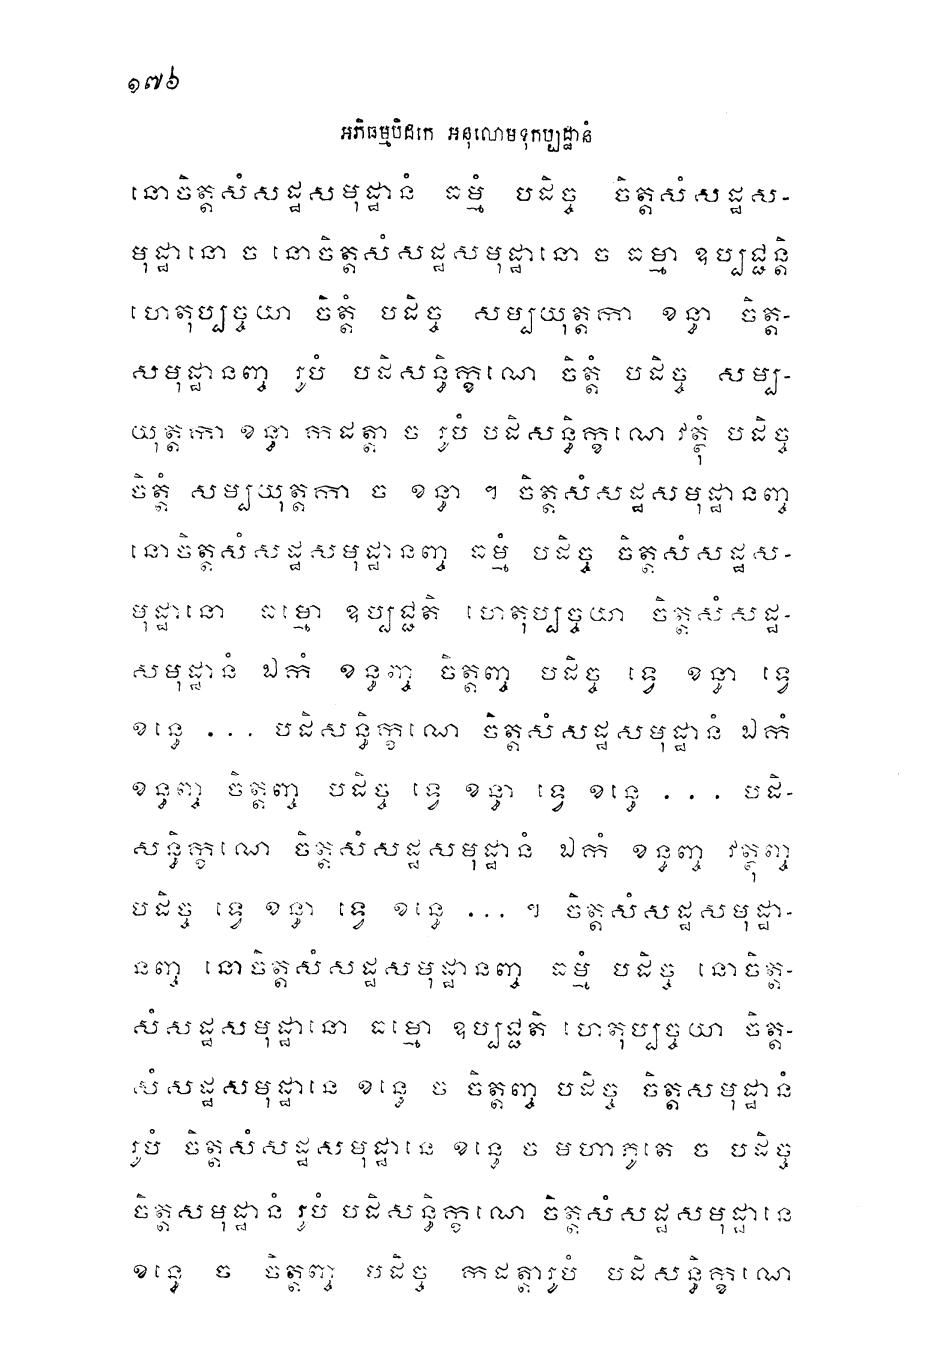 ១៧៦
អភិធម្មបិដកេ អនុលោមទុកប្បដ្ឋានំ
នោចិត្តសំសដ្ឋសមុដ្ឋានំ ធម្មំ បដិច្ច ចិត្តសំសដ្ឋស-
មុដ្ឋានោ ច នោចិត្តសំសដ្ឋសមុដ្ឋានោ ច ធម្មា ឧប្បជ្ជន្តិ
ហេតុប្បច្ចយា ចិត្តំ បដិច្ច សម្បយុត្តកា ខន្ធា ចិត្ត-
សមុដ្ឋានញ្ច រូបំ បដិសន្ធិក្ខណេ ចិត្តំ បដិច្ច សម្ប-
យុត្តកា ខន្ធា កដត្តា ច រូបំ បដិសន្ធិក្ខណេ វត្ថុំ បដិច្ច
ចិត្តំ សម្បយុត្តកា ច ខន្ធា ។ ចិត្តសំសដ្ឋសមុដ្ឋានញ្ច
នោចិត្តសំសដ្ឋសមុដ្ឋានញ្ច ធម្មំ បដិច្ច ចិត្តសំសដ្ឋស-
មុដ្ឋានោ ធម្មោ ឧប្បជ្ជតិ ហេតុប្បច្ចយា ចិត្តសំសដ្ឋ-
សមុដ្ឋានំ ឯកំ ខន្ធញ្ច ចិត្តញ្ច បដិច្ច ទ្វេ ខន្ធា ទ្វេ
ខន្ធេ ... បដិសន្ធិក្ខណេ ចិត្តសំសដ្ឋសមុដ្ឋានំ ឯកំ
ខន្ធញ្ច ចិត្តញ្ច បដិច្ច ទ្វេ ខន្ធា ទ្វេ ខន្ធេ ... បដិ-
សន្ធិក្ខណេ ចិត្តសំសដ្ឋសមុដ្ឋានំ ឯកំ ខន្ធញ្ច វត្ថុញ្ច
បដិច្ច ទ្វេ ខន្ធា ទ្វេ ខន្ធេ ... ។ ចិត្តសំសដ្ឋសមុដ្ឋា-
នញ្ច នោចិត្តសំសដ្ឋសមុដ្ឋានញ្ច ធម្មំ បដិច្ច នោចិត្ត-
សំសដ្ឋសមុដ្ឋានោ ធម្មោ ឧប្បជ្ជតិ ហេតុប្បច្ចយា ចិត្ត-
សំសដ្ឋសមុដ្ឋានេ ខន្ធេ ច ចិត្តញ្ច បដិច្ច ចិត្តសមុដ្ឋានំ
រូបំ ចិត្តសំសដ្ឋសមុដ្ឋានេ ខន្ធេ ច មហាភូតេ ច បដិច្ច
ចិត្តសមុដ្ឋានំ រូបំ បដិសន្ធិក្ខណេ ចិត្តសំសដ្ឋសមុដ្ឋានេ
ខន្ធេ ច ចិត្តញ្ច បដិច្ច កដត្តារូបំ បដិសន្ធិក្ខណេ